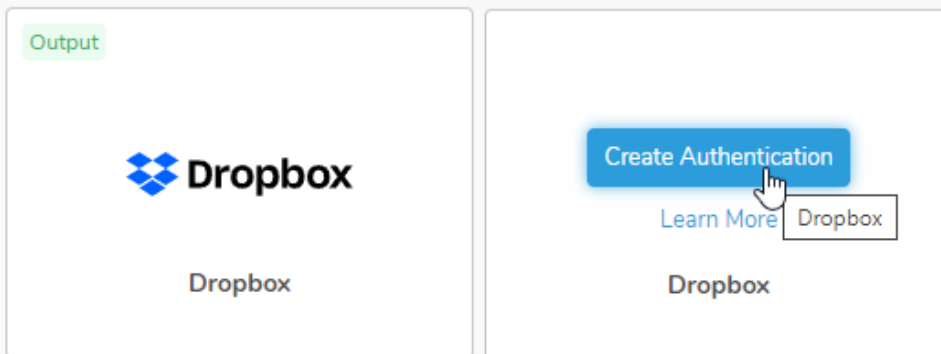 Output
Dropbox
Dropbox
Create Authentication
Learn More
Dropbox
Dropbox